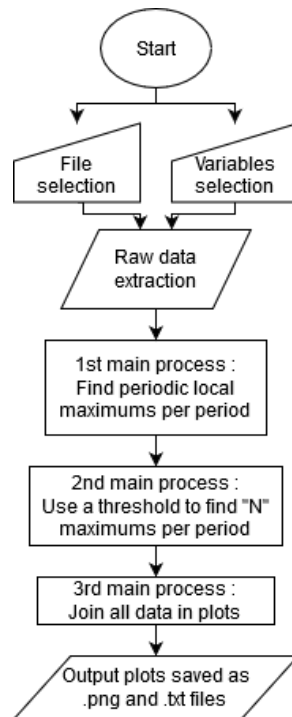 Start
File
selection
Variables
selection
Raw data
extraction
1st main process :
Find periodic local
maximums per period
2nd main process :
Use a threshold to find "N"
maximums per period
3rd main process :
Join all data in plots
Output plots saved as
.png and .txt files